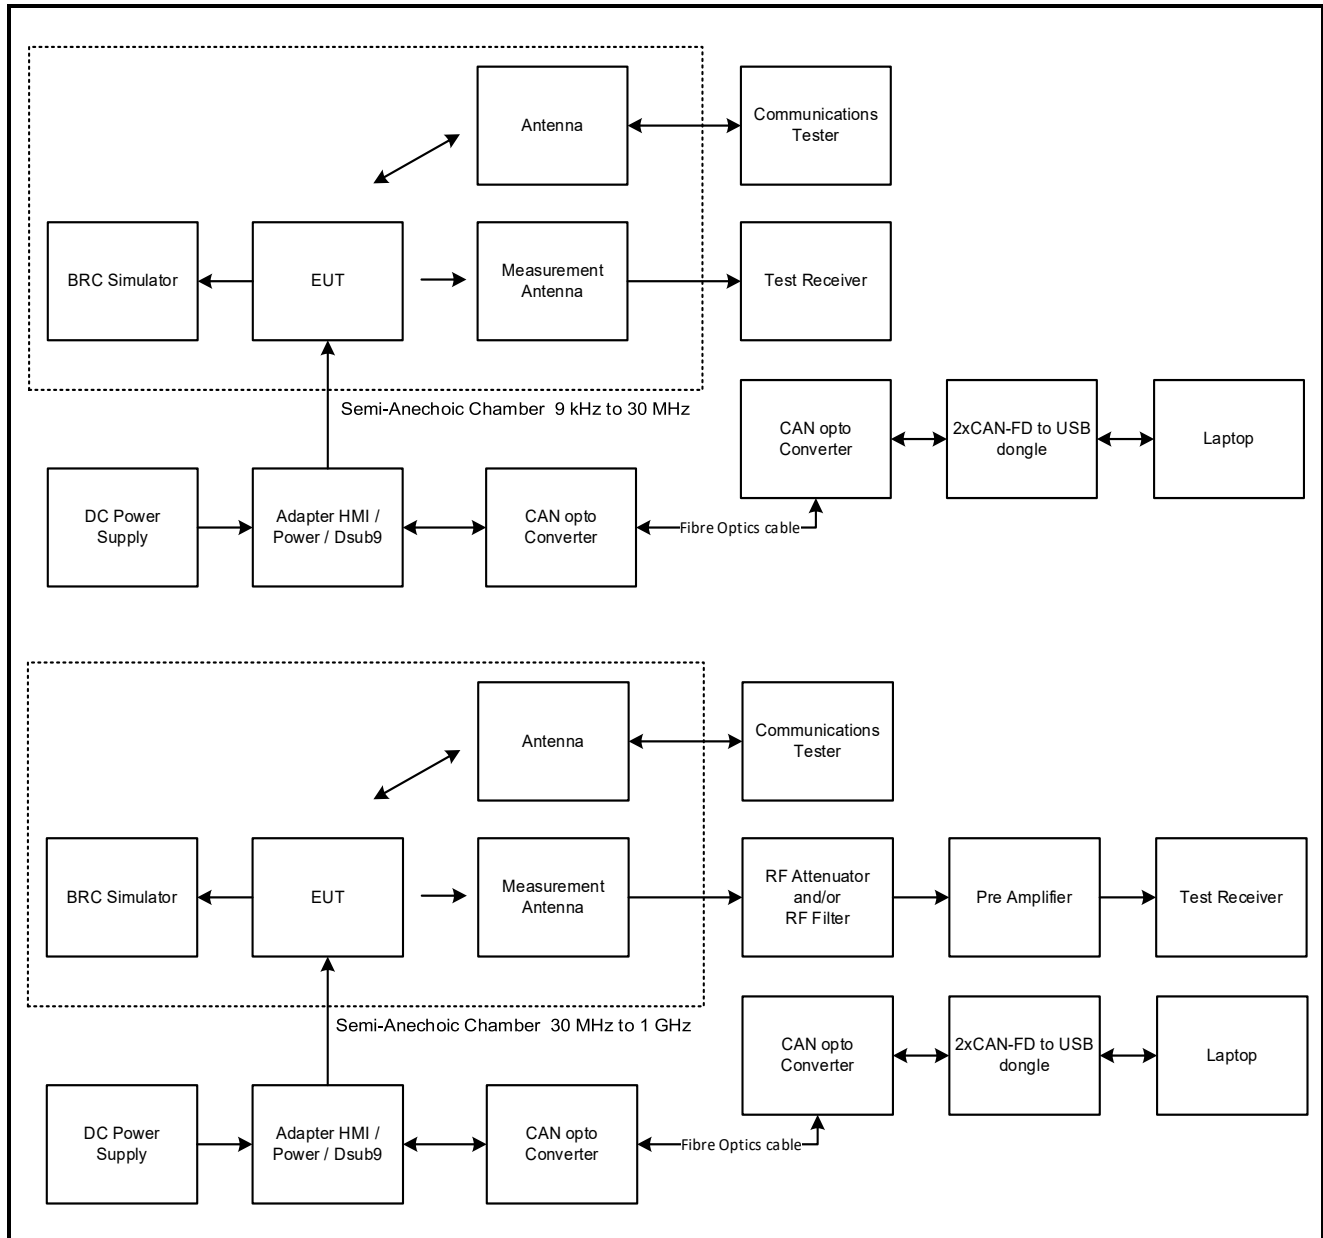 Antenna
Communications
Tester
BRC Simulator
EUT
Measurement
Antenna
Test Receiver
Semi-Anechoic Chamber 9 kHz to 30 MHz
CAN opto
Converter
2xCAN-FD to USB
dongle
Laptop
DC Power
Supply
Adapter HMI /
Power / Dsub9
CAN opto
Converter
Fibre Optics cable
Antenna
Communications
Tester
BRC Simulator
EUT
Measurement
Antenna
RF Attenuator
and/or
RF Filter
Pre Amplifier
Test Receiver
Semi-Anechoic Chamber 30 MHz to 1 GHz
CAN opto
Converter
2xCAN-FD to USB
dongle
Laptop
DC Power
Supply
Adapter HMI /
Power / Dsub9
CAN opto
Converter
Fibre Optics cable